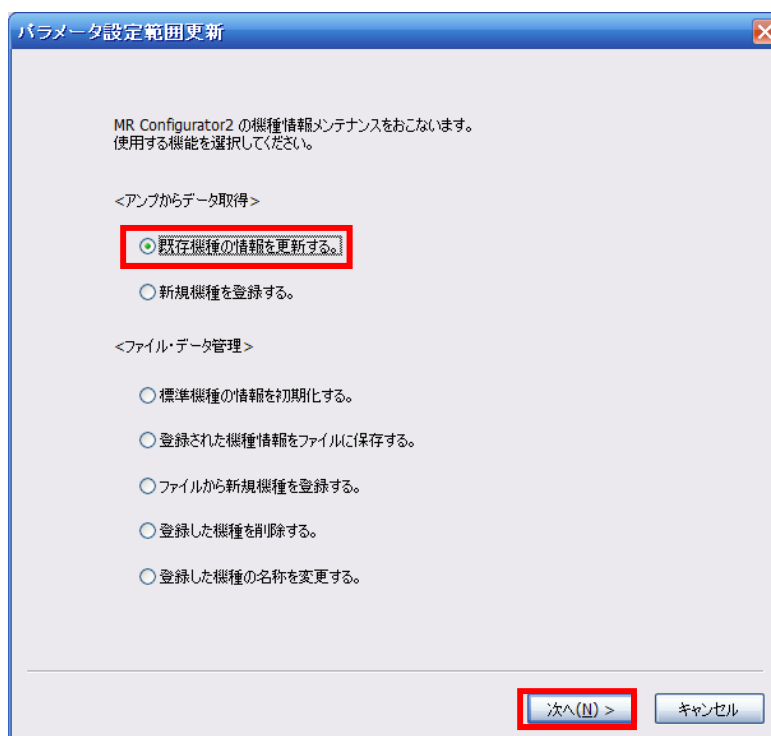 パラメータ設定範囲更新
MR Configurator2 の機種情報メンテナンスをおこないます。
使用する機能を選択してください。
<アンプからデータ取得>
既存機種の情報を更新する。
新規機種を登録する。
<ファイル・データ管理>
標準機種の情報を初期化する。
登録された機種情報をファイルに保存する。
ファイルから新規機種を登録する。
登録した機種を削除する。
登録した機種の名称を変更する。
次へ(N) >
キャンセル